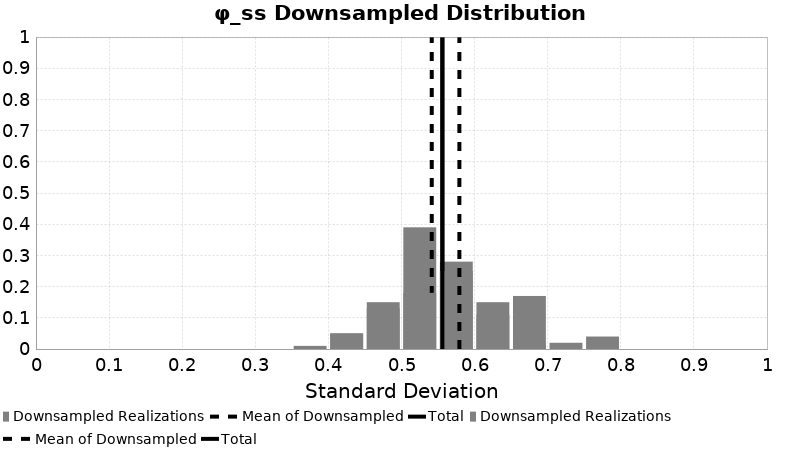 φ_ss Downsampled Distribution
1
0.9
0.8
0.7
0.6
0.5
0.4
0.3
0.2
0.1
0
0 0.1 0.2 0.3 0.4 0.5 0.6 0.7 0.8 0.9 1
Standard Deviation
Downsampled Realizations Mean of Downsampled Total Downsampled Realizations
Mean of Downsampled Total